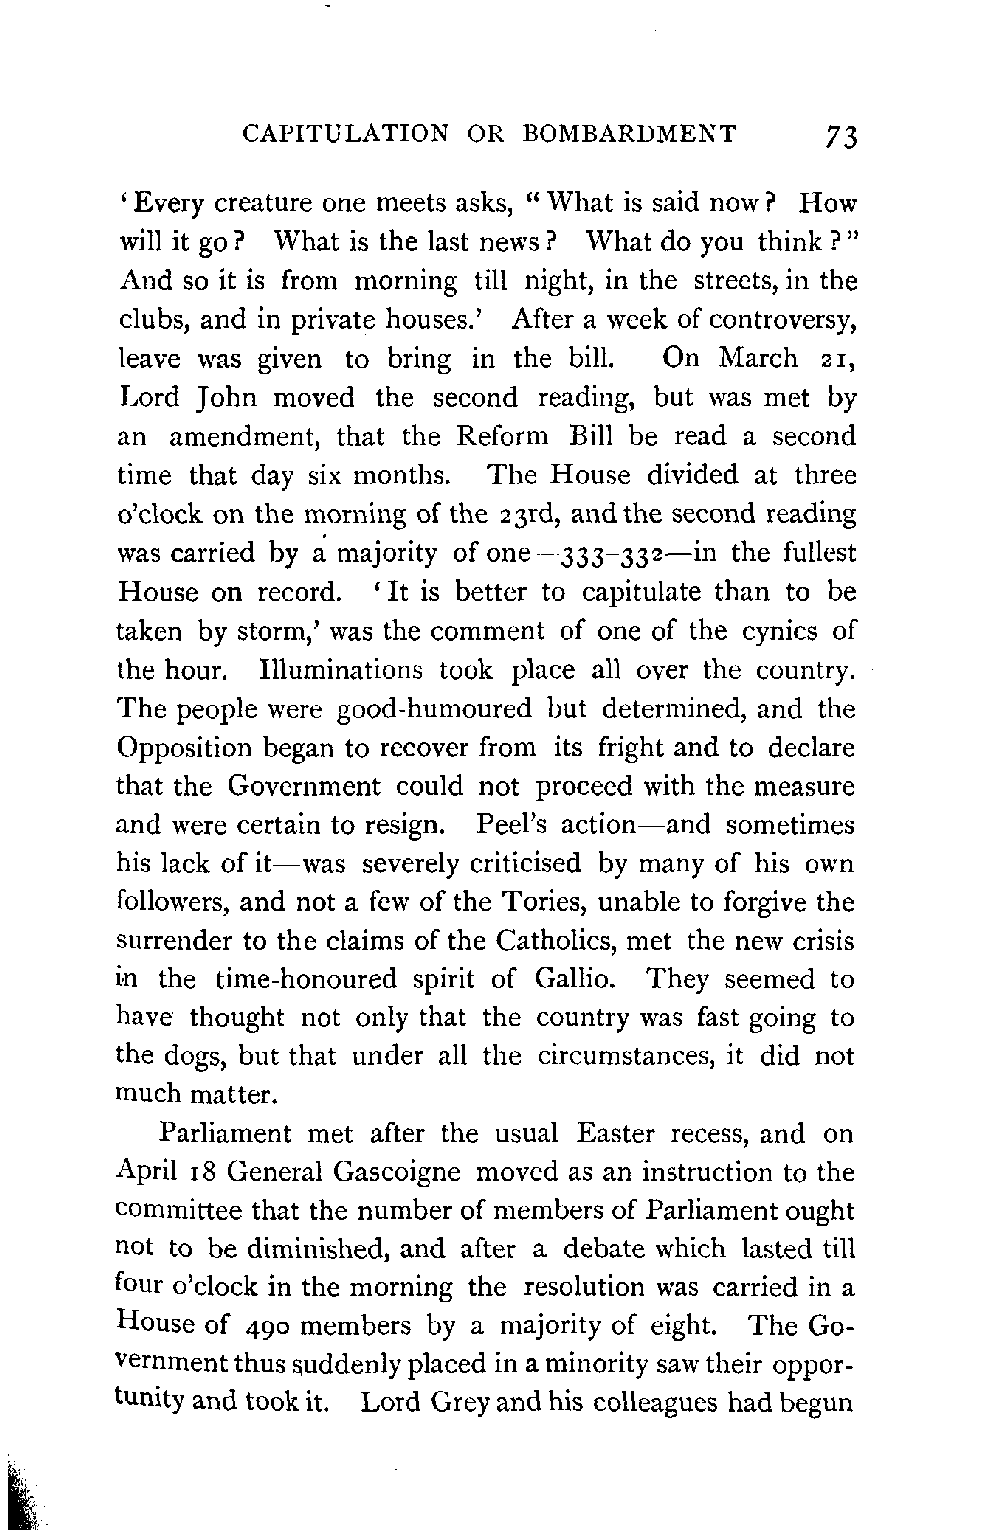 CAPITULATION OR BOMBARDMENT 73
‘Every creature one meets asks, “What is said now? How
will it go? What is the last news? What do you think?”
And so it is from morning till night, in the streets, in the
clubs, and in private houses.’ After a week of controversy,
leave was given to bring in the bill. On March 21,
Lord John moved the second reading, but was met by
an amendment, that the Reform Bill be read a second
time that day six months. The House divided at three
o’clock on the morning of the 23rd, and the second reading
was carried by a majority of one—333–332—in the fullest
House on record. ‘It is better to capitulate than to be
taken by storm,’ was the comment of one of the cynics of
the hour. Illuminations took place all over the country.
The people were good-humoured but determined, and the
Opposition began to recover from its fright and to declare
that the Government could not proceed with the measure
and were certain to resign. Peel’s action—and sometimes
his lack of it—was severely criticised by many of his own
followers, and not a few of the Tories, unable to forgive the
surrender to the claims of the Catholics, met the new crisis
in the time-honoured spirit of Gallio. They seemed to
have thought not only that the country was fast going to
the dogs, but that under all the circumstances, it did not
much matter.
Parliament met after the usual Easter recess, and on
April 18 General Gascoigne moved as an instruction to the
committee that the number of members of Parliament ought
not to be diminished, and after a debate which lasted till
four o’clock in the morning the resolution was carried in a
House of 490 members by a majority of eight. The Go-
vernment thus suddenly placed in a minority saw their oppor-
tunity and took it. Lord Grey and his colleagues had begun